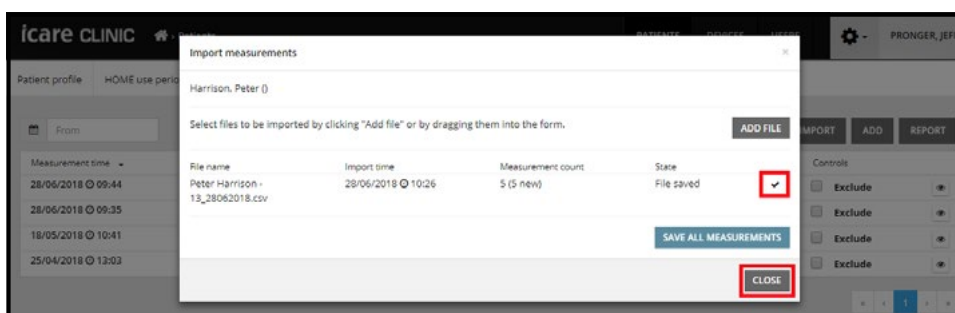 icare CLINIC
PATIENTS DEVICES USERS
PRONGER, JEF
Patient profile HOME use perio
From
IMPORT ADD REPORT
Measurement time Controls
28/06/2018 09:44 Exclude
28/06/2018 09:35 Exclude
18/05/2018 10:41 Exclude
25/04/2018 13:03 Exclude
1
Import measurements
Harrison, Peter ()
Select files to be imported by clicking "Add file" or by dragging them into the form.
ADD FILE
File name Import time Measurement count State
Peter Harrison - 28/06/2018 10:26 5 (5 new) File saved
13_28062018.csv
SAVE ALL MEASUREMENTS
CLOSE